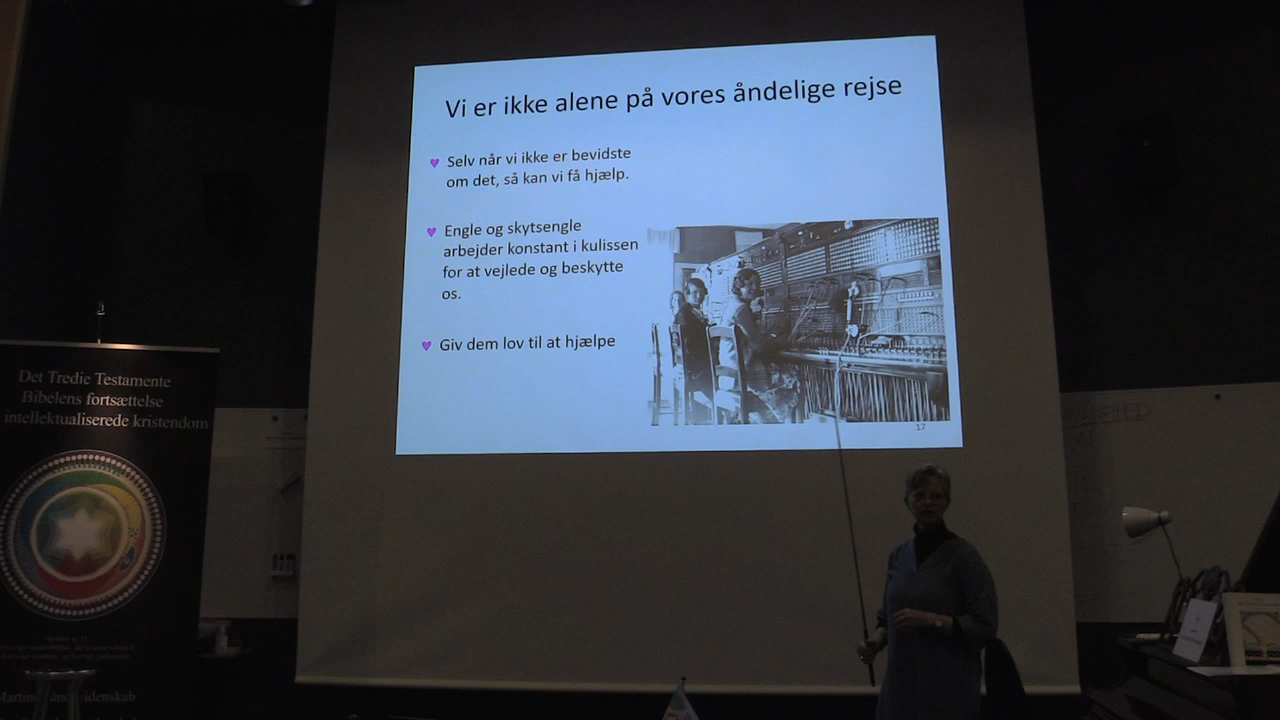 Vi er ikke alene på vores åndelige rejse
Selv når vi ikke er bevidste
om det, så kan vi få hjælp.
Engle og skytsengle
arbejder konstant i kulissen
for at vejlede og beskytte
os.
Giv dem lov til at hjælpe
17
Det Tredie Testamente
Bibelens fortsættelse
intellektualiserede kristendom